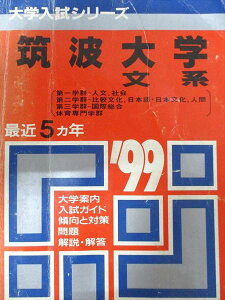 大学入試シリーズ
筑波大学
文系
第一学群-人文、社会
第二学群-比較文化、日本語・日本文化、人間
第三学群-国際総合
体育専門学群
最近5カ年
'99
大学案内
入試ガイド
傾向と対策
問題
解説・解答